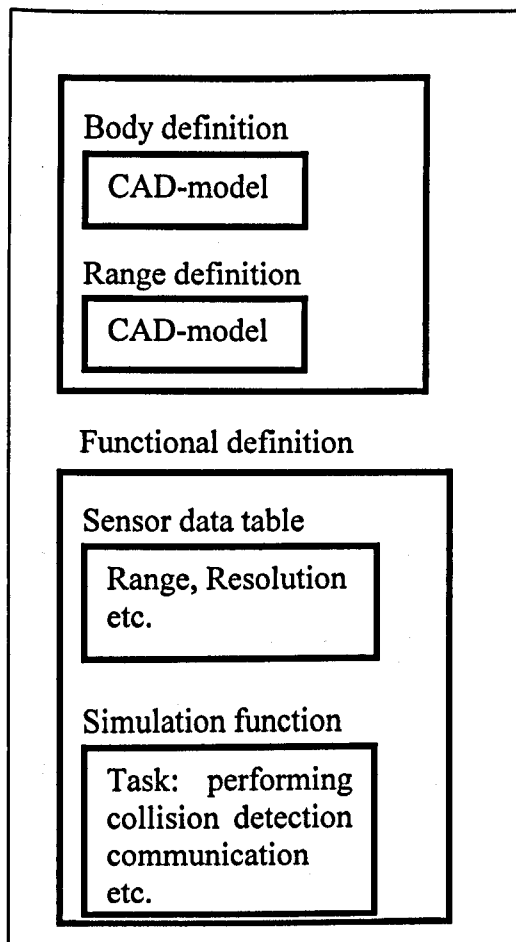 Body definition
CAD-model
Range definition
CAD-model
Functional definition
Sensor data table
Range, Resolution
etc.
Simulation function
Task: performing
collision detection
communication
etc.